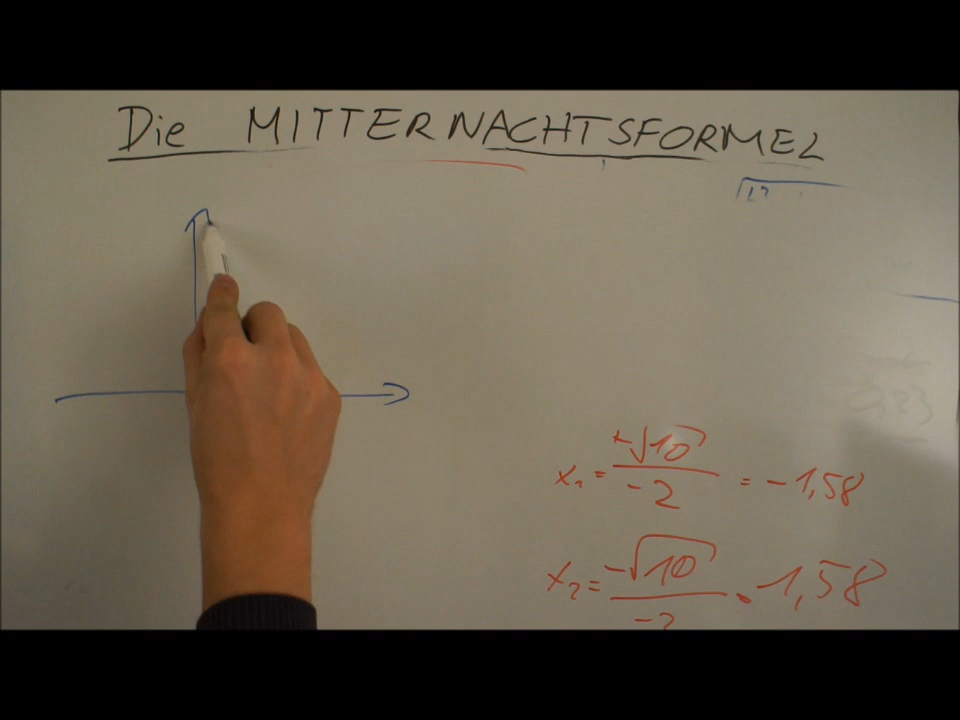 Die MITTERNACHTSFORMEL
x₁ = +√10 / -2 = -1,58
x₂ = -√10 / -2 = 1,58